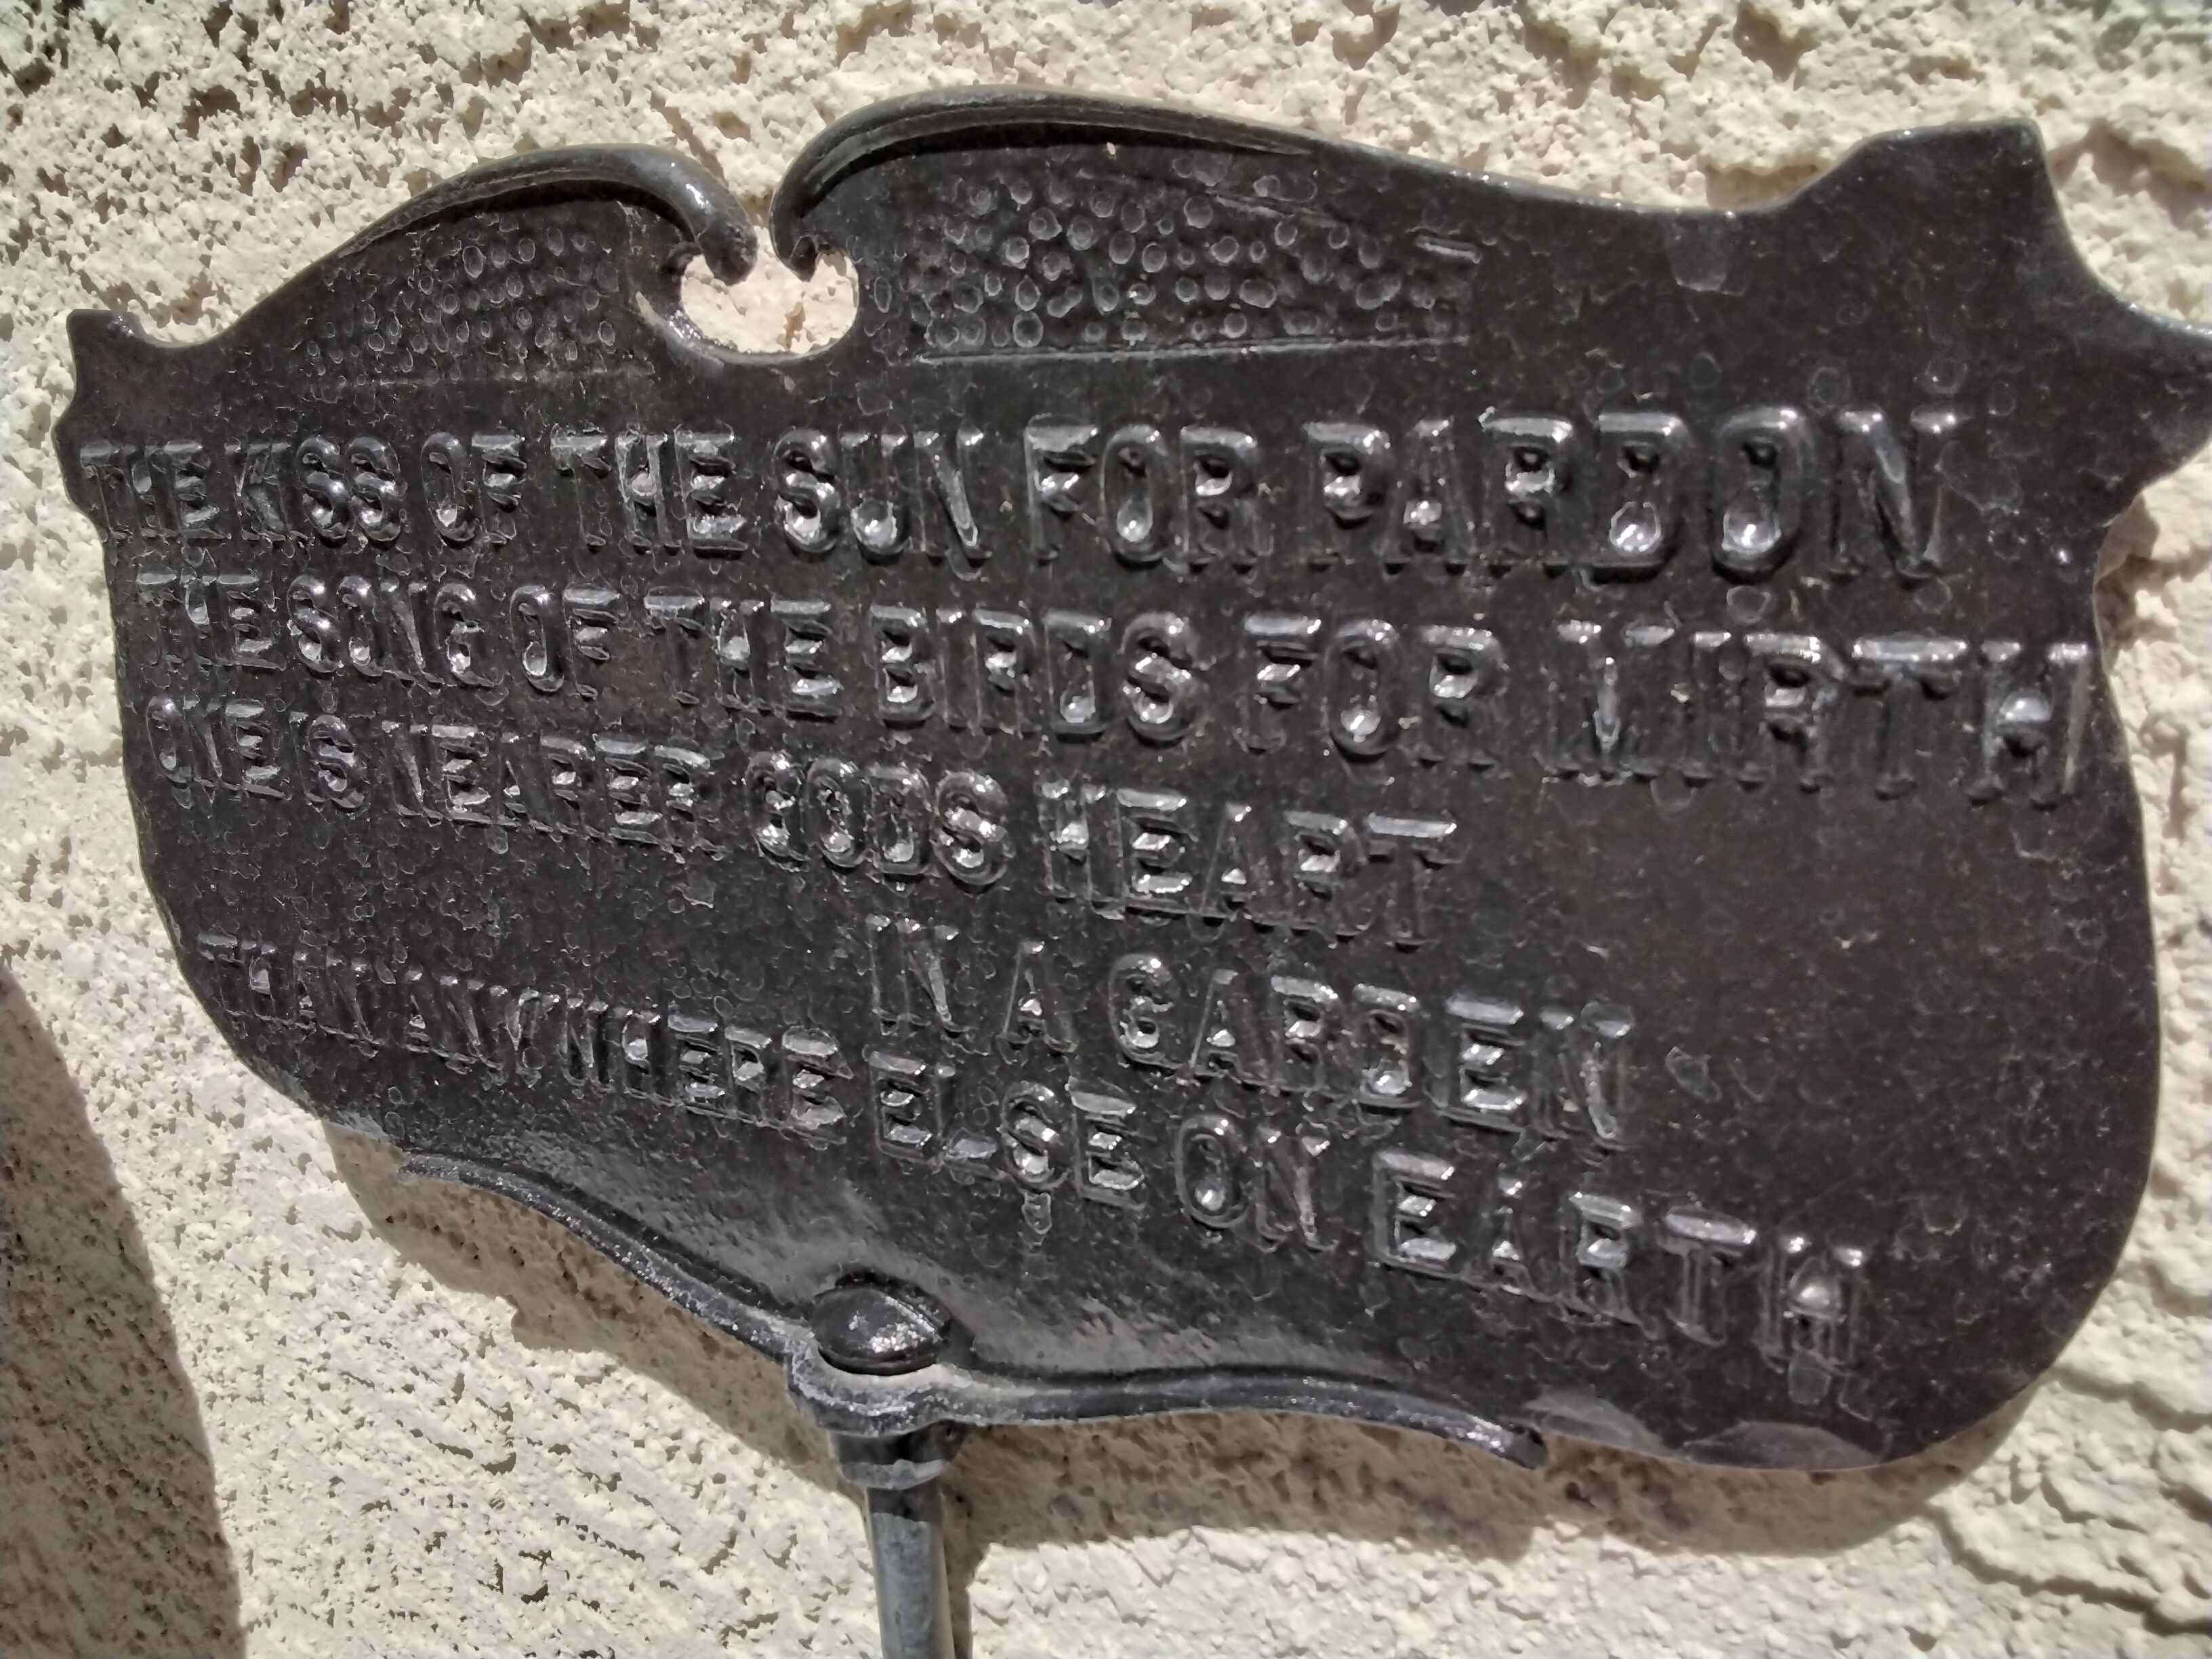 THE KISS OF THE SUN FOR PARDON
THE SONG OF THE BIRDS FOR MIRTH
ONE IS NEARER GODS HEART
IN A GARDEN
THAN ANYWHERE ELSE ON EARTH